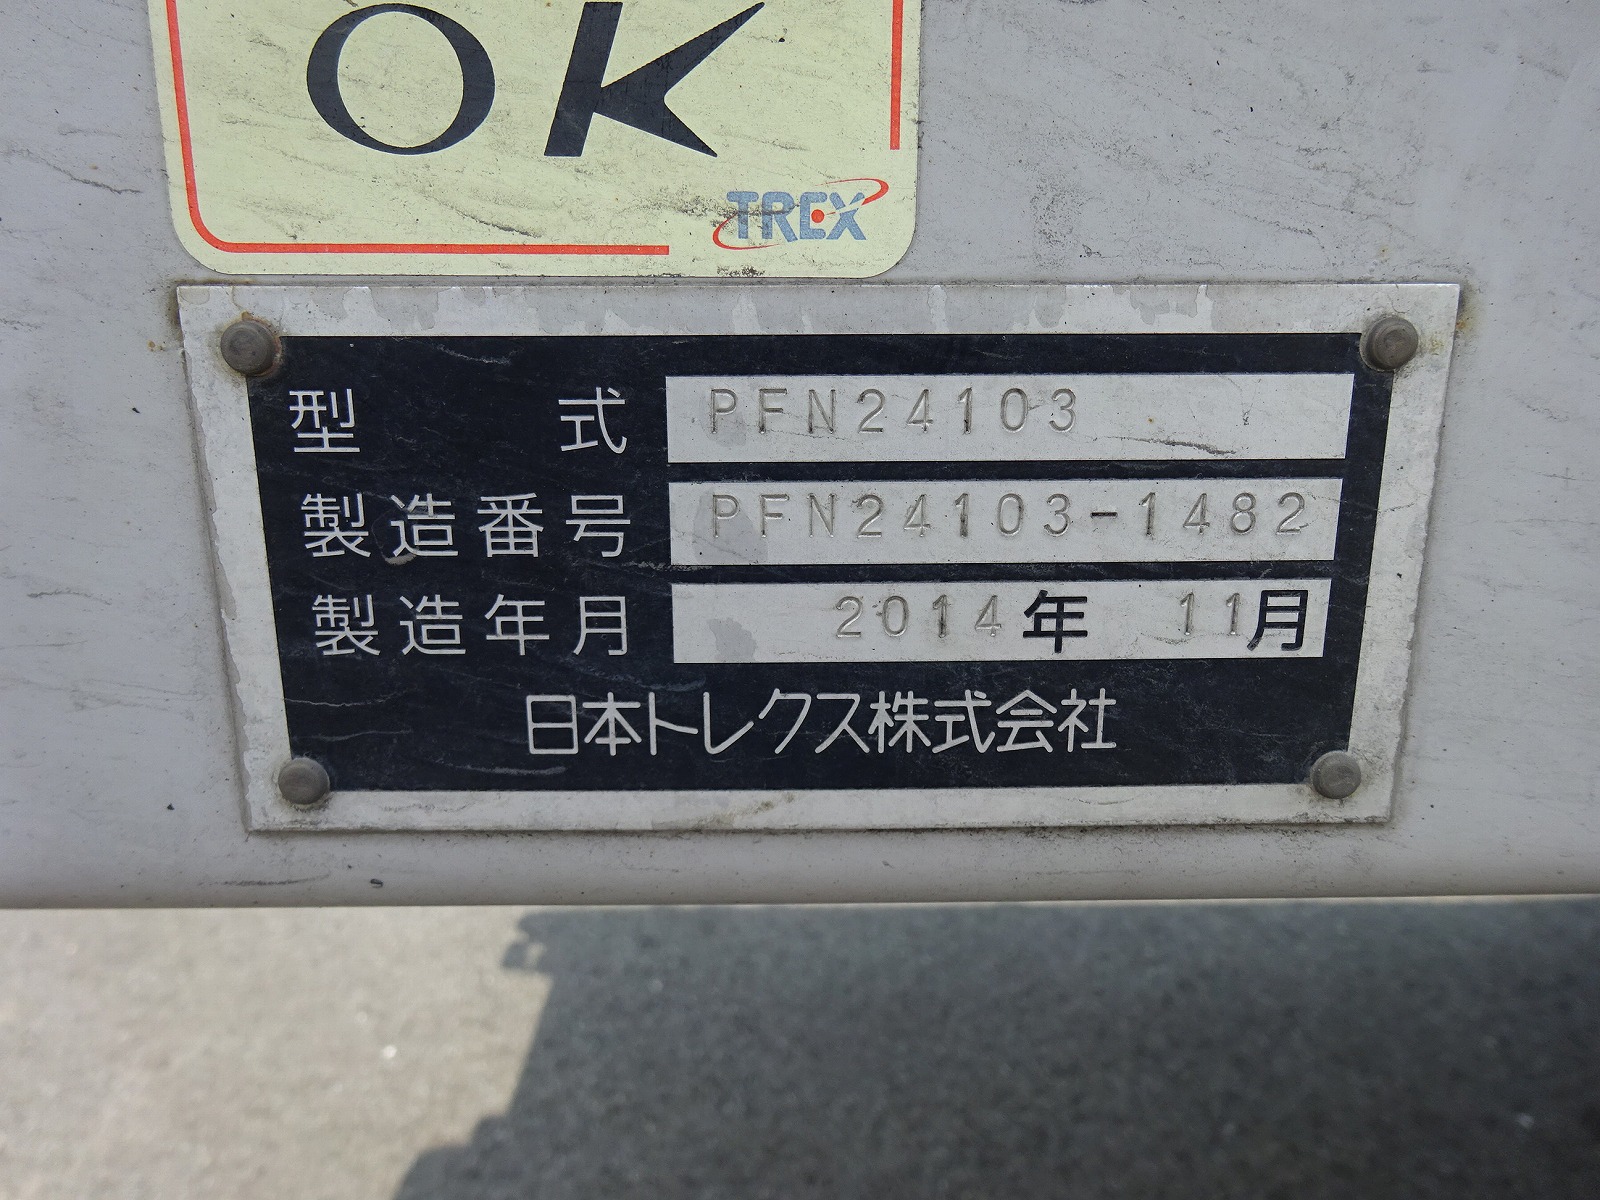 OK
TREX
型式 PFN24103
製造番号 PFN24103-1482
製造年月 2014年 11月
日本トレクス株式会社